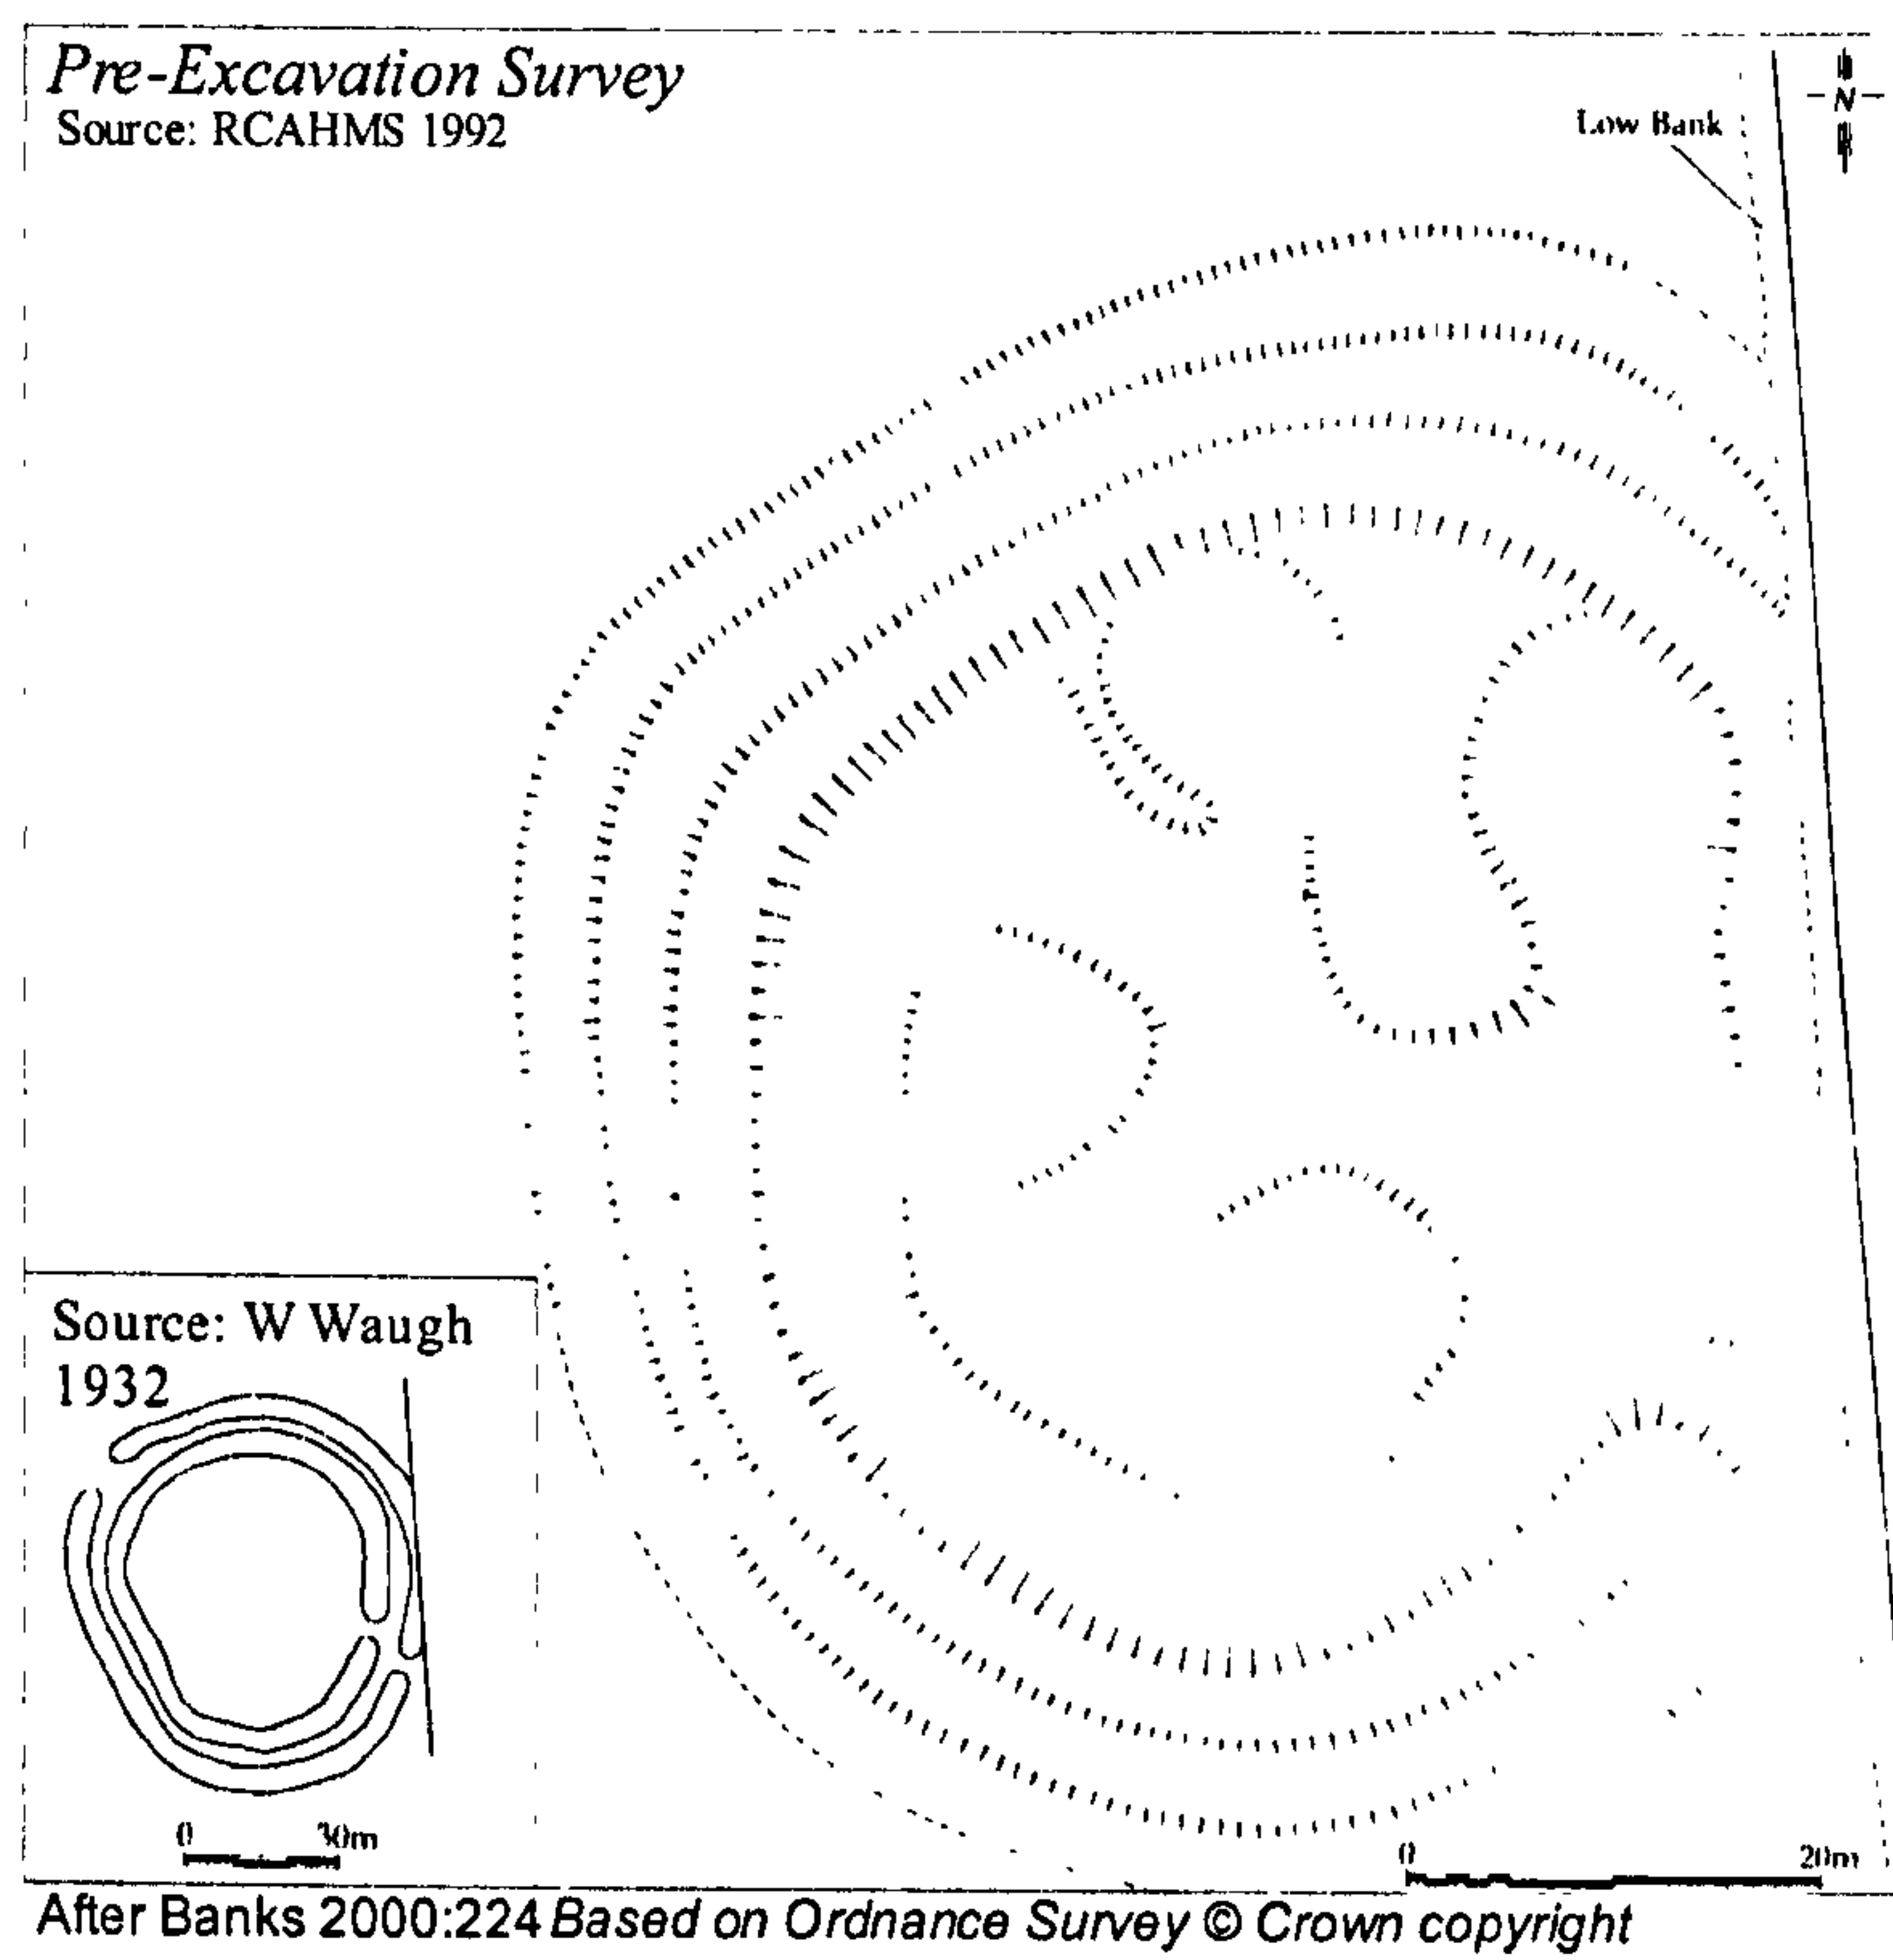 Pre-Excavation Survey
Source: RCAHMS 1992
Low Bank
N
Source: W Waugh
1932
0 30m
0 20m
After Banks 2000:224 Based on Ordnance Survey © Crown copyright